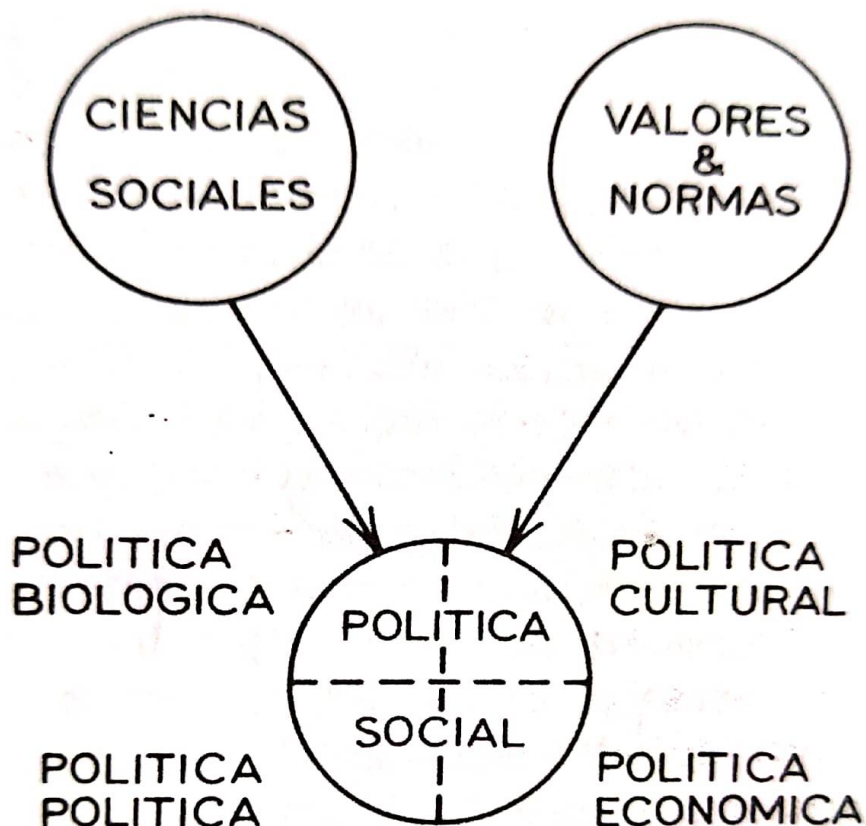 CIENCIAS
SOCIALES
VALORES
&
NORMAS
POLITICA
BIOLOGICA
POLITICA
CULTURAL
POLITICA
SOCIAL
POLITICA
POLITICA
POLITICA
ECONOMICA